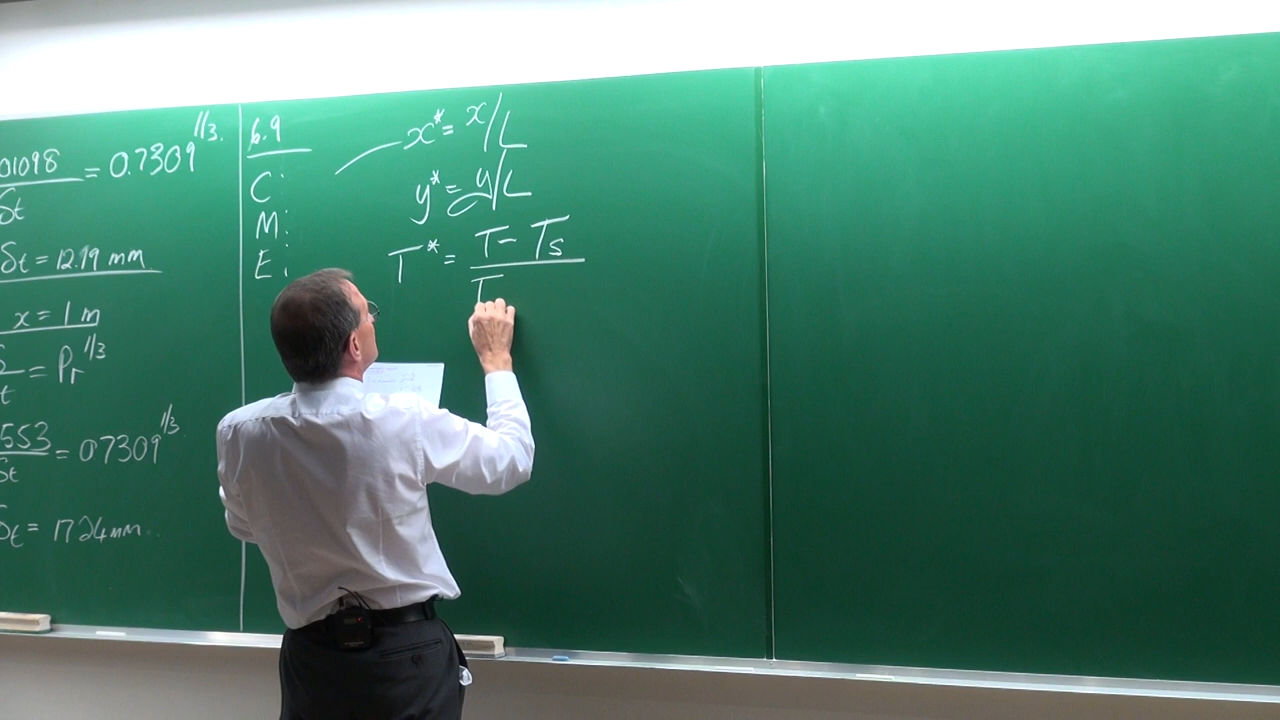 01098/δt = 0.7309^1/3.
δt = 12.19 mm
x = 1 m
δ/t = Pr^1/3
553/δt = 0.7309^1/3.
δt = 17.24 mm..
6.9
C:
M:
E:
x* = x/L
y* = y/L
T* = T - Ts
T